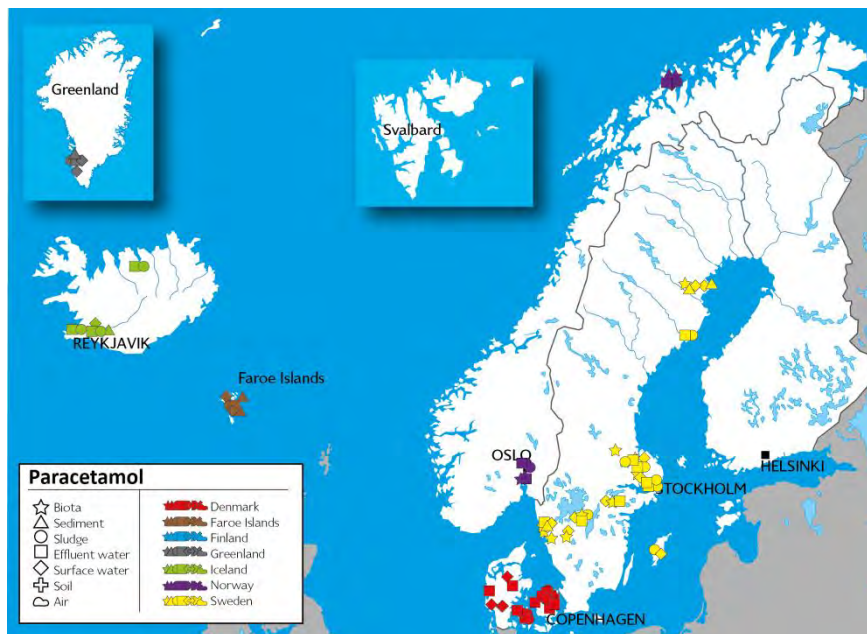 Greenland
Svalbard
REYKJAVIK
Faroe Islands
OSLO
HELSINKI
STOCKHOLM
COPENHAGEN
Paracetamol
Biota
Sediment
Sludge
Effluent water
Surface water
Soil
Air
Denmark
Faroe Islands
Finland
Greenland
Iceland
Norway
Sweden